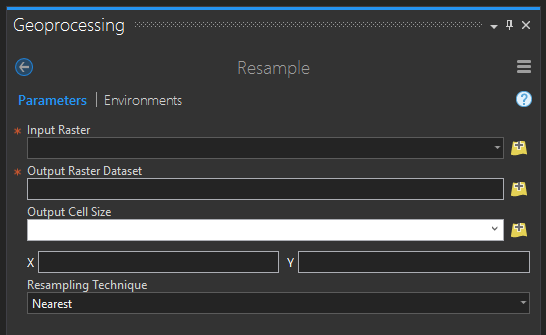 Geoprocessing
Resample
Parameters | Environments
?
* Input Raster
* Output Raster Dataset
Output Cell Size
X Y
Resampling Technique
Nearest